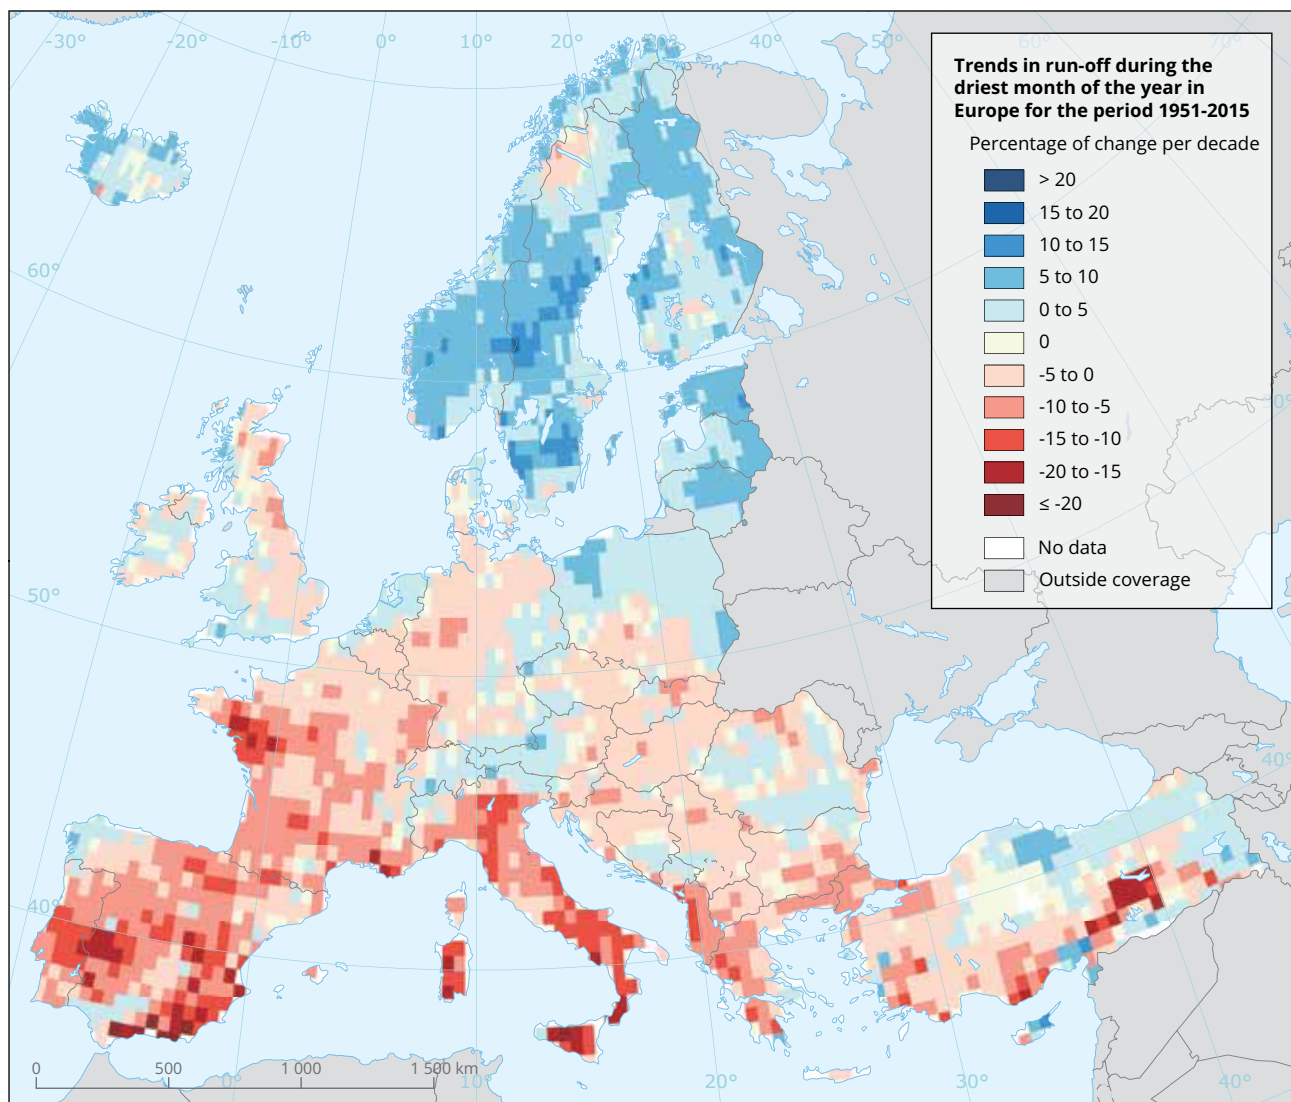 -30°
-20°
-10°
0°
10°
20°
30°
40°
50°
60°
70°
Trends in run-off during the
driest month of the year in
Europe for the period 1951-2015
Percentage of change per decade
> 20
15 to 20
10 to 15
5 to 10
0 to 5
0
-5 to 0
-10 to -5
-15 to -10
-20 to -15
≤ -20
No data
Outside coverage
60°
50°
50°
40°
40°
0
500
1 000
1 500 km
0°
10°
20°
30°
40°